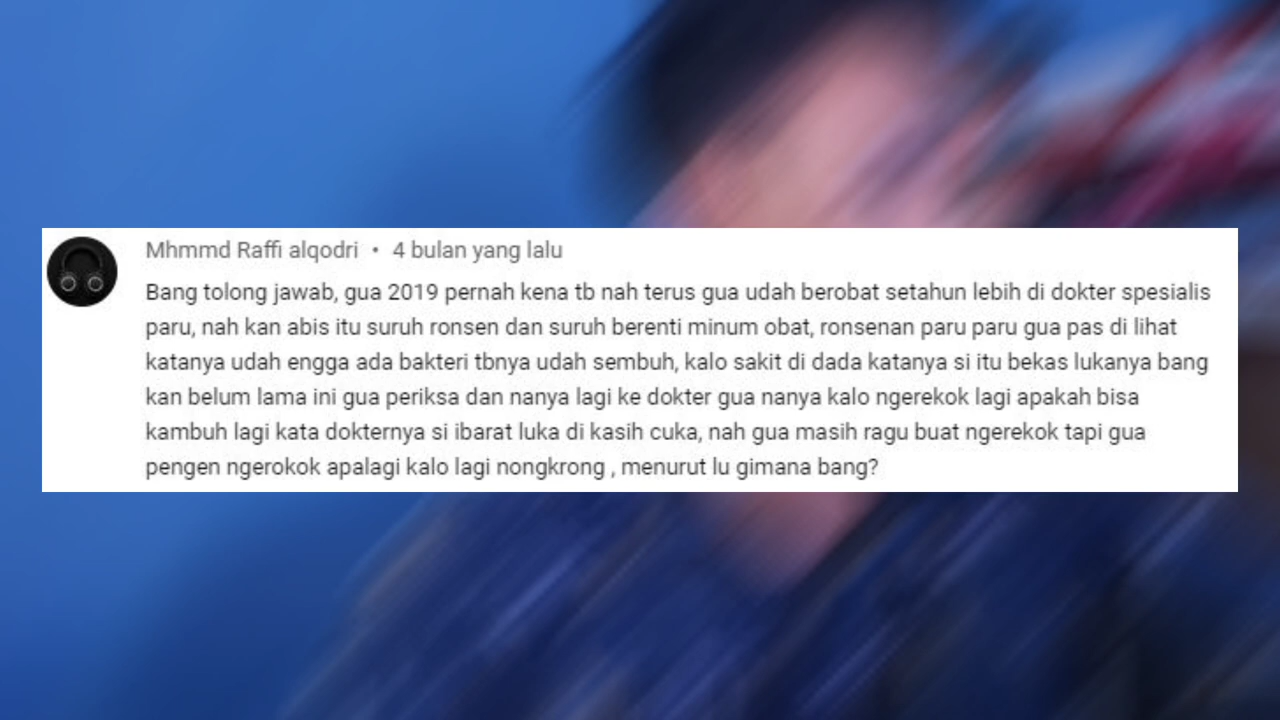 Mhmmd Raffi alqodri • 4 bulan yang lalu
Bang tolong jawab, gua 2019 pernah kena tb nah terus gua udah berobat setahun lebih di dokter spesialis
paru, nah kan abis itu suruh ronsen dan suruh berenti minum obat, ronsenan paru paru gua pas di lihat
katanya udah engga ada bakteri tbnya udah sembuh, kalo sakit di dada katanya si itu bekas lukanya bang
kan belum lama ini gua periksa dan nanya lagi ke dokter gua nanya kalo ngerekok lagi apakah bisa
kambuh lagi kata dokternya si ibarat luka di kasih cuka, nah gua masih ragu buat ngerekok tapi gua
pengen ngerokok apalagi kalo lagi nongkrong , menurut lu gimana bang?